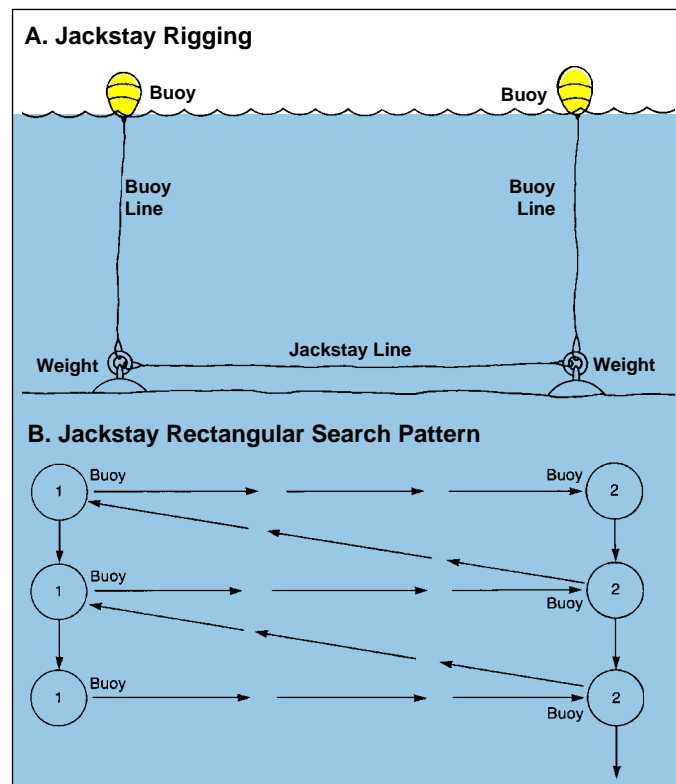 A. Jackstay Rigging
Buoy
Buoy
Buoy
Line
Buoy
Line
Jackstay Line
Weight
Weight
B. Jackstay Rectangular Search Pattern
1
Buoy
Buoy
2
1
Buoy
Buoy
2
1
Buoy
Buoy
2